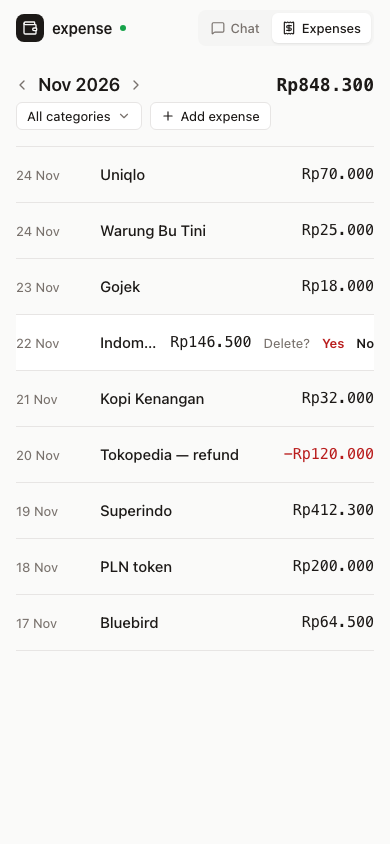 expense
Chat
Expenses
Nov 2026
Rp848.300
All categories
Add expense
24 Nov Uniqlo Rp70.000
24 Nov Warung Bu Tini Rp25.000
23 Nov Gojek Rp18.000
22 Nov Indom... Rp146.500 Delete? Yes No
21 Nov Kopi Kenangan Rp32.000
20 Nov Tokopedia — refund −Rp120.000
19 Nov Superindo Rp412.300
18 Nov PLN token Rp200.000
17 Nov Bluebird Rp64.500